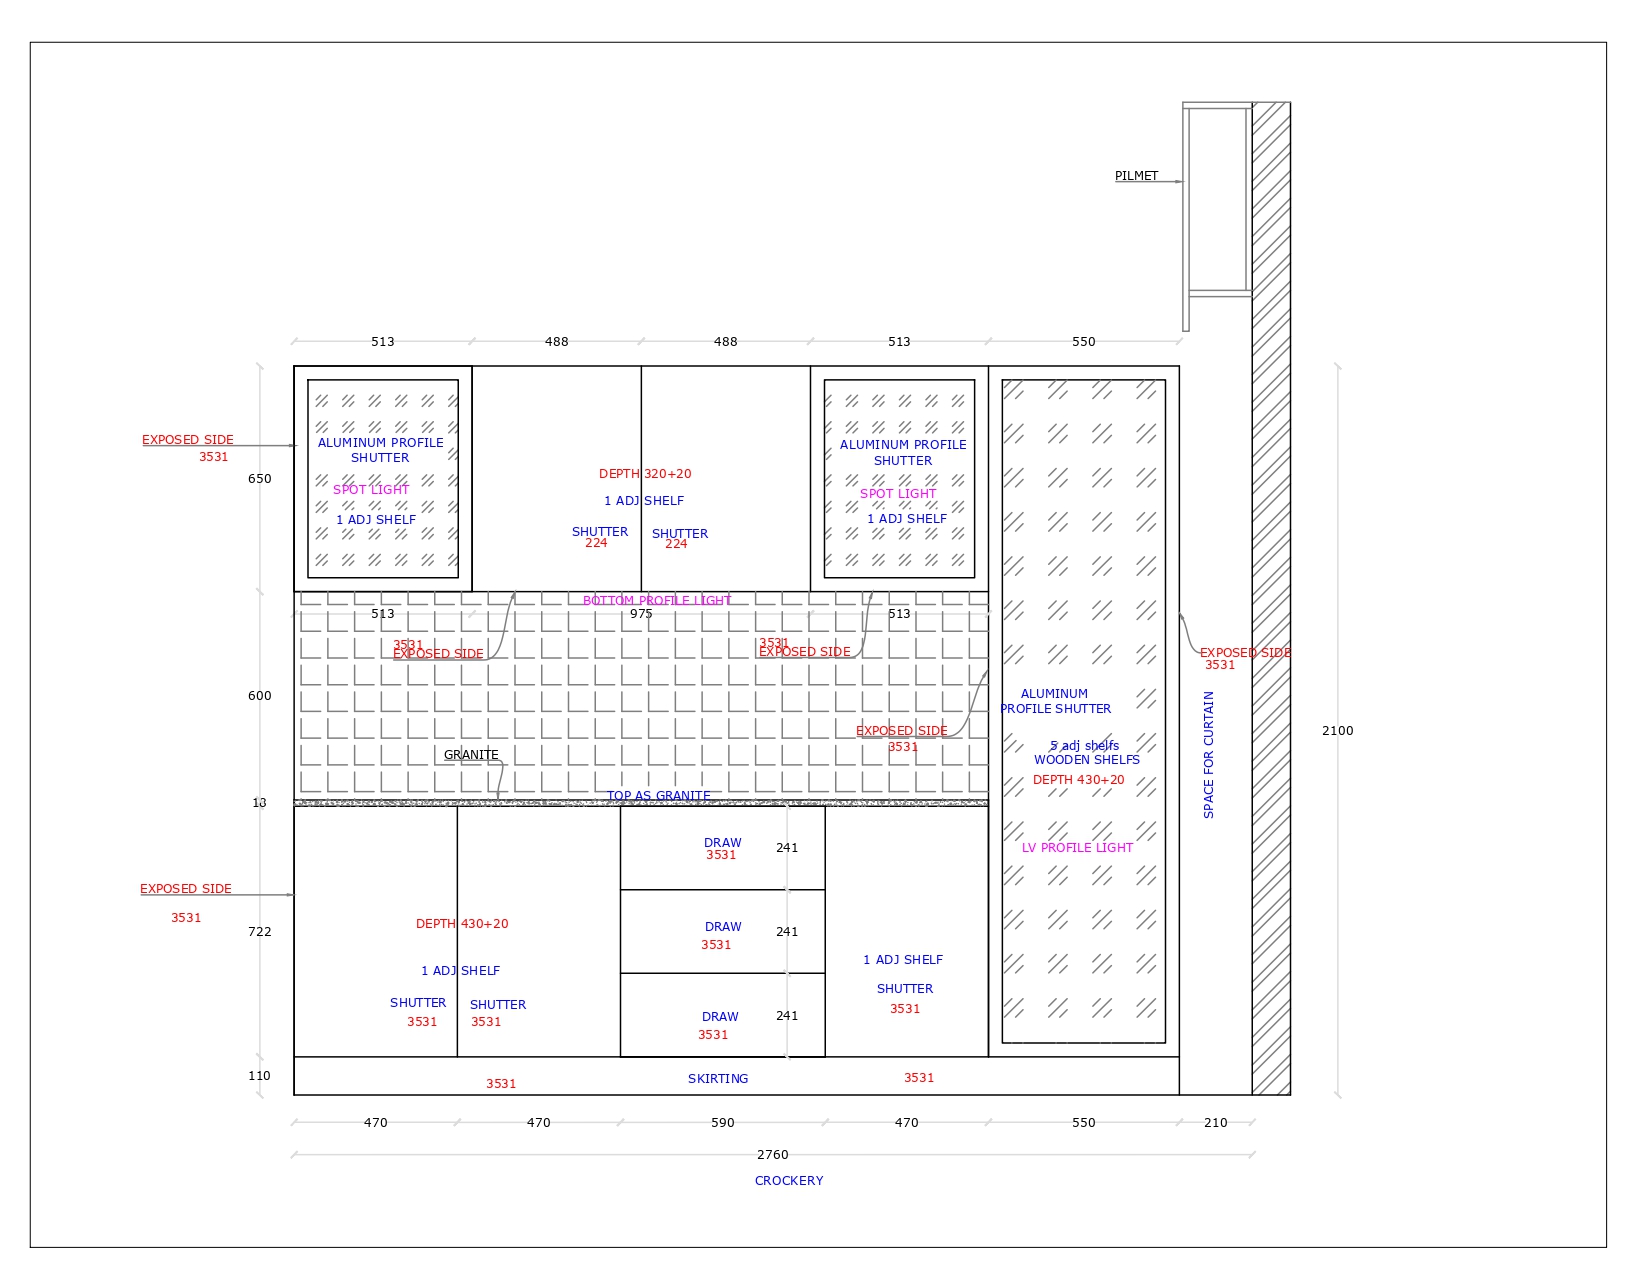 PILMET
513
488
488
513
550
EXPOSED SIDE
3531
650
ALUMINUM PROFILE
SHUTTER
SPOT LIGHT
1 ADJ SHELF
DEPTH 320+20
1 ADJ SHELF
SHUTTER
224
SHUTTER
224
ALUMINUM PROFILE
SHUTTER
SPOT LIGHT
1 ADJ SHELF
BOTTOM PROFILE LIGHT
513
975
513
3531
EXPOSED SIDE
3531
EXPOSED SIDE
EXPOSED SIDE
3531
600
EXPOSED SIDE
3531
ALUMINUM
PROFILE SHUTTER
5 adj shelfs
WOODEN SHELFS
DEPTH 430+20
LV PROFILE LIGHT
SPACE FOR CURTAIN
2100
GRANITE
TOP AS GRANITE
18
EXPOSED SIDE
3531
722
DEPTH 430+20
1 ADJ SHELF
SHUTTER
3531
SHUTTER
3531
DRAW
3531
241
DRAW
3531
241
DRAW
3531
241
1 ADJ SHELF
SHUTTER
3531
110
3531
SKIRTING
3531
470
470
590
470
550
210
2760
CROCKERY